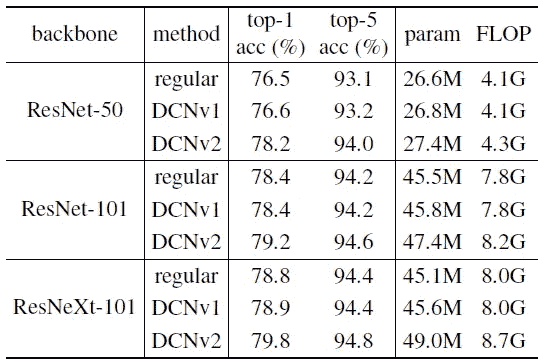 backbone method top-1 acc (%) top-5 acc (%) param FLOP
ResNet-50 regular 76.5 93.1 26.6M 4.1G
DCNv1 76.6 93.2 26.8M 4.1G
DCNv2 78.2 94.0 27.4M 4.3G
ResNet-101 regular 78.4 94.2 45.5M 7.8G
DCNv1 78.4 94.2 45.8M 7.8G
DCNv2 79.2 94.6 47.4M 8.2G
ResNeXt-101 regular 78.8 94.4 45.1M 8.0G
DCNv1 78.9 94.4 45.6M 8.0G
DCNv2 79.8 94.8 49.0M 8.7G